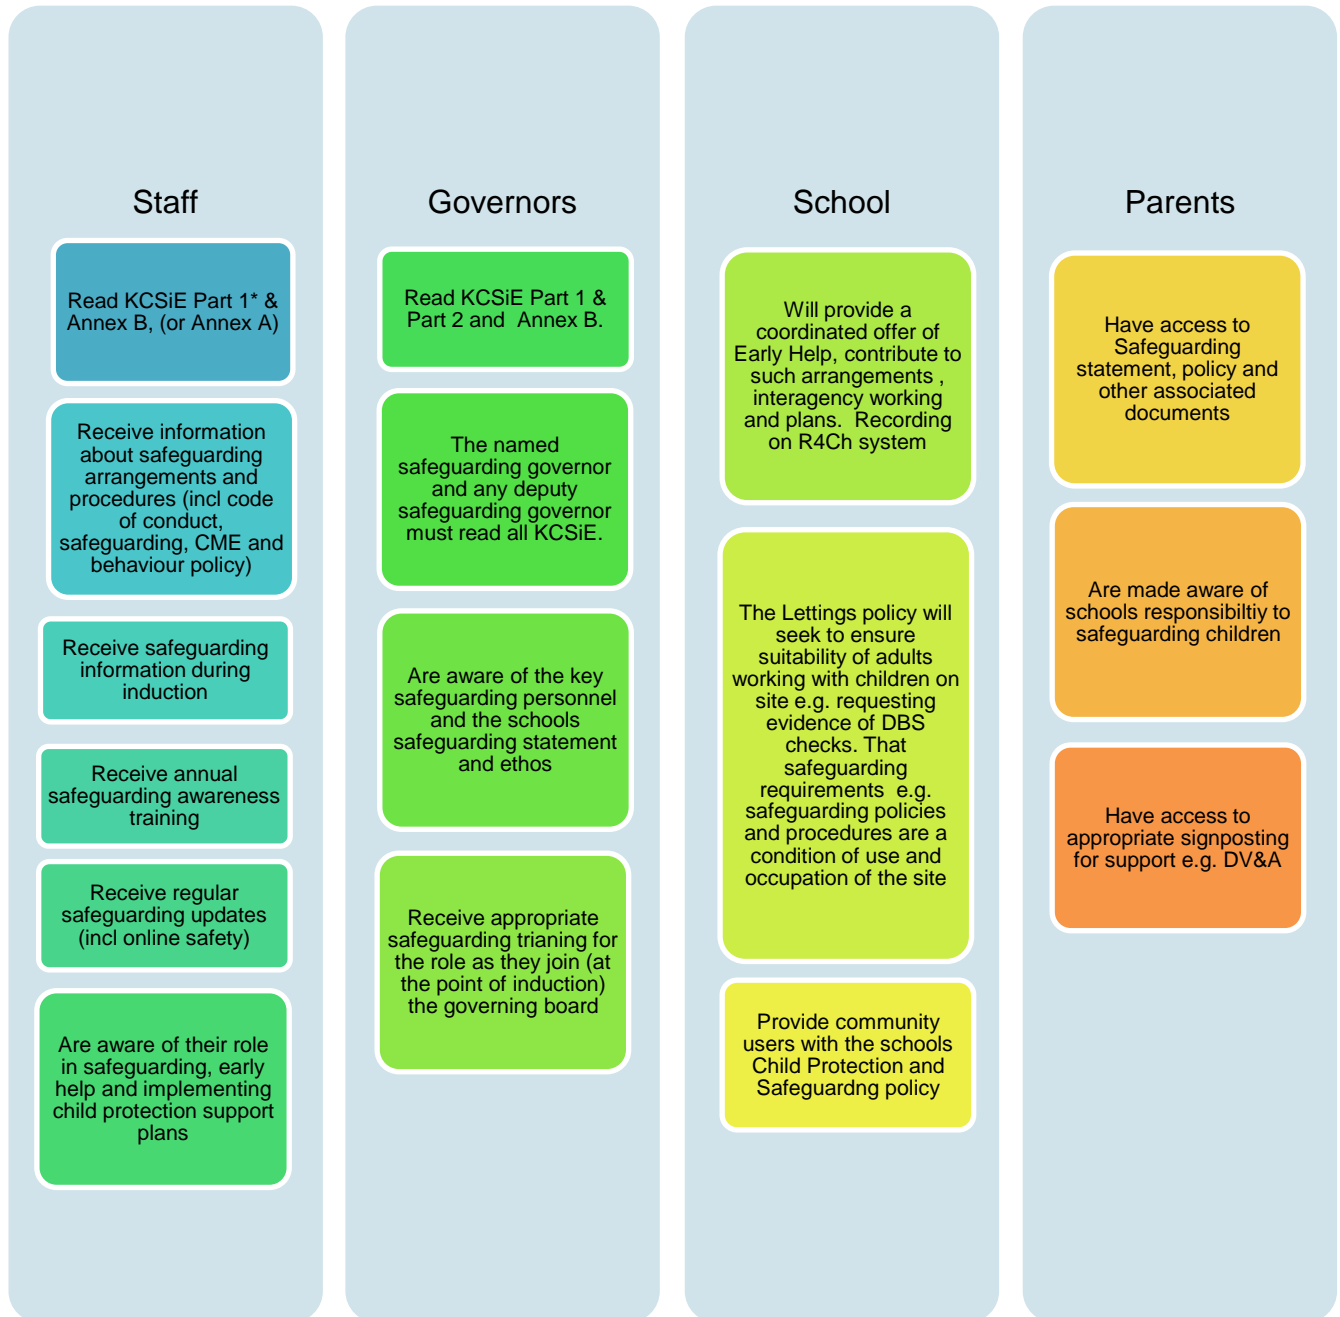 Staff
Read KCSiE Part 1* &
Annex B, (or Annex A)
Receive information
about safeguarding
arrangements and
procedures (incl code
of conduct,
safeguarding, CME and
behaviour policy)
Receive safeguarding
information during
induction
Receive annual
safeguarding awareness
training
Receive regular
safeguarding updates
(incl online safety)
Are aware of their role
in safeguarding, early
help and implementing
child protection support
plans
Governors
Read KCSiE Part 1 &
Part 2 and Annex B.
The named
safeguarding governor
and any deputy
safeguarding governor
must read all KCSiE.
Are aware of the key
safeguarding personnel
and the schools
safeguarding statement
and ethos
Receive appropriate
safeguarding trianing for
the role as they join (at
the point of induction)
the governing board
School
Will provide a
coordinated offer of
Early Help, contribute to
such arrangements ,
interagency working
and plans. Recording
on R4Ch system
The Lettings policy will
seek to ensure
suitability of adults
working with children on
site e.g. requesting
evidence of DBS
checks. That
safeguarding
requirements e.g.
safeguarding policies
and procedures are a
condition of use and
occupation of the site
Provide community
users with the schools
Child Protection and
Safeguardng policy
Parents
Have access to
Safeguarding
statement, policy and
other associated
documents
Are made aware of
schools responsibiltiy to
safeguarding children
Have access to
appropriate signposting
for support e.g. DV&A